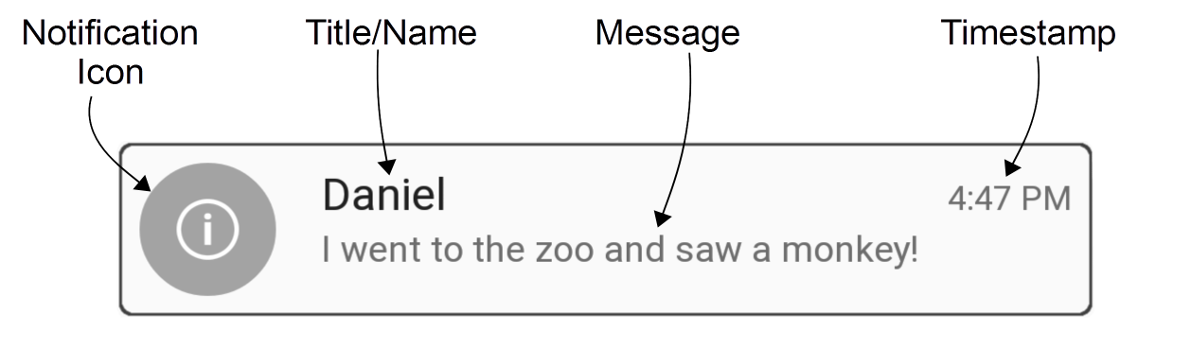 Notification
Icon
Title/Name
Message
Timestamp
Daniel
4:47 PM
I went to the zoo and saw a monkey!